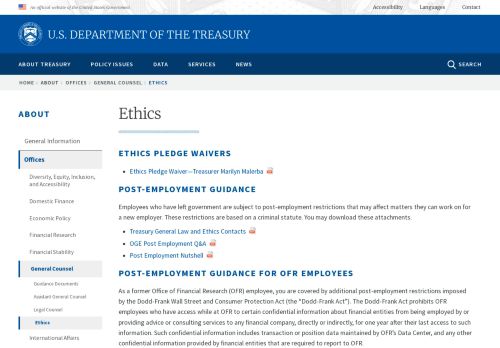 An official website of the United States Government
Accessibility Languages Contact
U.S. DEPARTMENT OF THE TREASURY
ABOUT TREASURY POLICY ISSUES DATA SERVICES NEWS SEARCH
HOME › ABOUT › OFFICES › GENERAL COUNSEL › ETHICS
ABOUT
General Information
Offices
Diversity, Equity, Inclusion,
and Accessibility
Domestic Finance
Economic Policy
Financial Research
Financial Stability
General Counsel
Guidance Documents
Assistant General Counsel
Legal Counsel
Ethics
International Affairs
Ethics
ETHICS PLEDGE WAIVERS
Ethics Pledge Waiver—Treasurer Marilyn Malerba
POST-EMPLOYMENT GUIDANCE
Employees who have left government are subject to post-employment restrictions that may affect matters they can work on for
a new employer. These restrictions are based on a criminal statute. You may download these attachments.
Treasury General Law and Ethics Contacts
OGE Post Employment Q&A
Post Employment Nutshell
POST-EMPLOYMENT GUIDANCE FOR OFR EMPLOYEES
As a former Office of Financial Research (OFR) employee, you are covered by additional post-employment restrictions imposed
by the Dodd-Frank Wall Street and Consumer Protection Act (the “Dodd-Frank Act”). The Dodd-Frank Act prohibits OFR
employees who have access while at OFR to certain confidential information about financial entities from being employed by or
providing advice or consulting services to any financial company, directly or indirectly, for one year after their last access to such
information. Such confidential information includes transaction or position data maintained by OFR’s Data Center, and any other
confidential information provided by financial entities that are required to report to OFR.